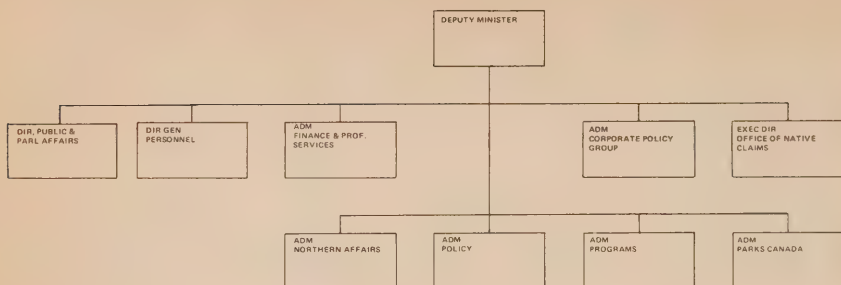 DEPUTY MINISTER
DIR, PUBLIC &
PARL AFFAIRS
DIR GEN
PERSONNEL
ADM
FINANCE & PROF.
SERVICES
ADM
CORPORATE POLICY
GROUP
EXEC DIR
OFFICE OF NATIVE
CLAIMS
ADM
NORTHERN AFFAIRS
ADM
POLICY
ADM
PROGRAMS
ADM
PARKS CANADA